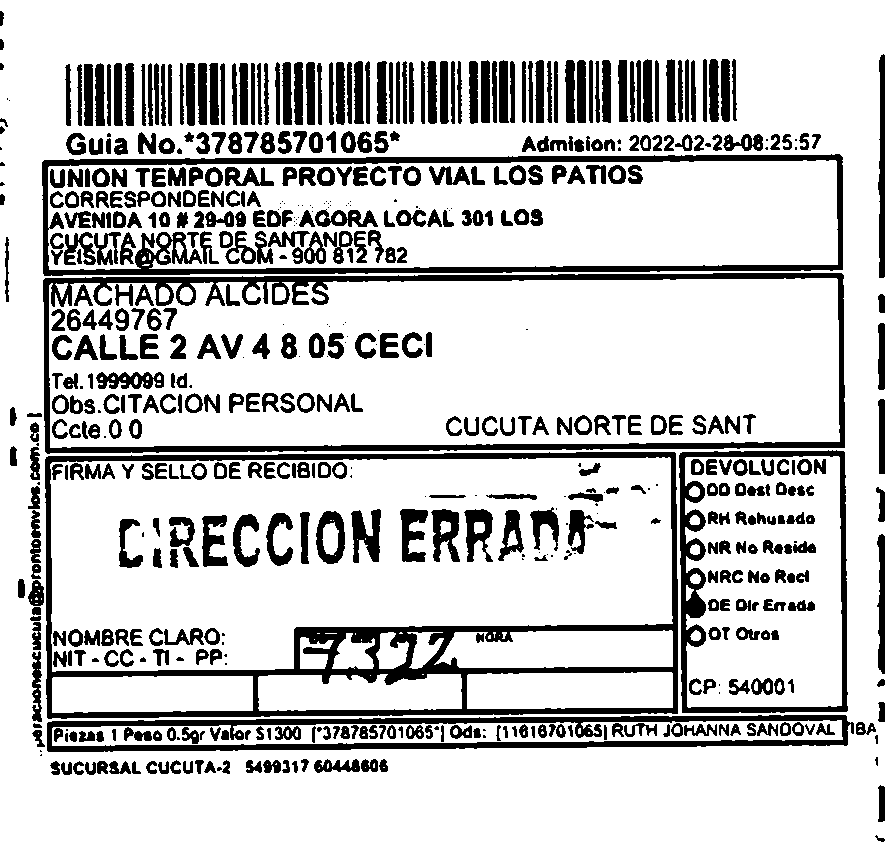 Guia No.*378785701065*
Admision: 2022-02-28-08:25:57
UNION TEMPORAL PROYECTO VIAL LOS PATIOS
CORRESPONDENCIA
AVENIDA 10 # 29-09 EDF AGORA LOCAL 301 LOS
CUCUTA NORTE DE SANTANDER
YEISMIR@GMAIL COM - 900 812 782
MACHADO ALCIDES
26449767
CALLE 2 AV 4 8 05 CECI
Tel. 1999099 Id.
Obs.CITACION PERSONAL
Ccte.0 0
CUCUTA NORTE DE SANT
FIRMA Y SELLO DE RECIBIDO:
DIRECCION ERRADA
NOMBRE CLARO:
NIT - CC - TI - PP:
HORA
7322
DEVOLUCION
DD Dest Desc
RH Rehusado
NR No Reside
NRC No Recl
DE Dir Errada
OT Otros
CP: 540001
Piezas 1 Peso 0.5gr Valor $1300 [*378785701065*] Ods: [11616701065] RUTH JOHANNA SANDOVAL
SUCURSAL CUCUTA-2 5499317 60448606
peracionescucuta@prontoenvios.com.co